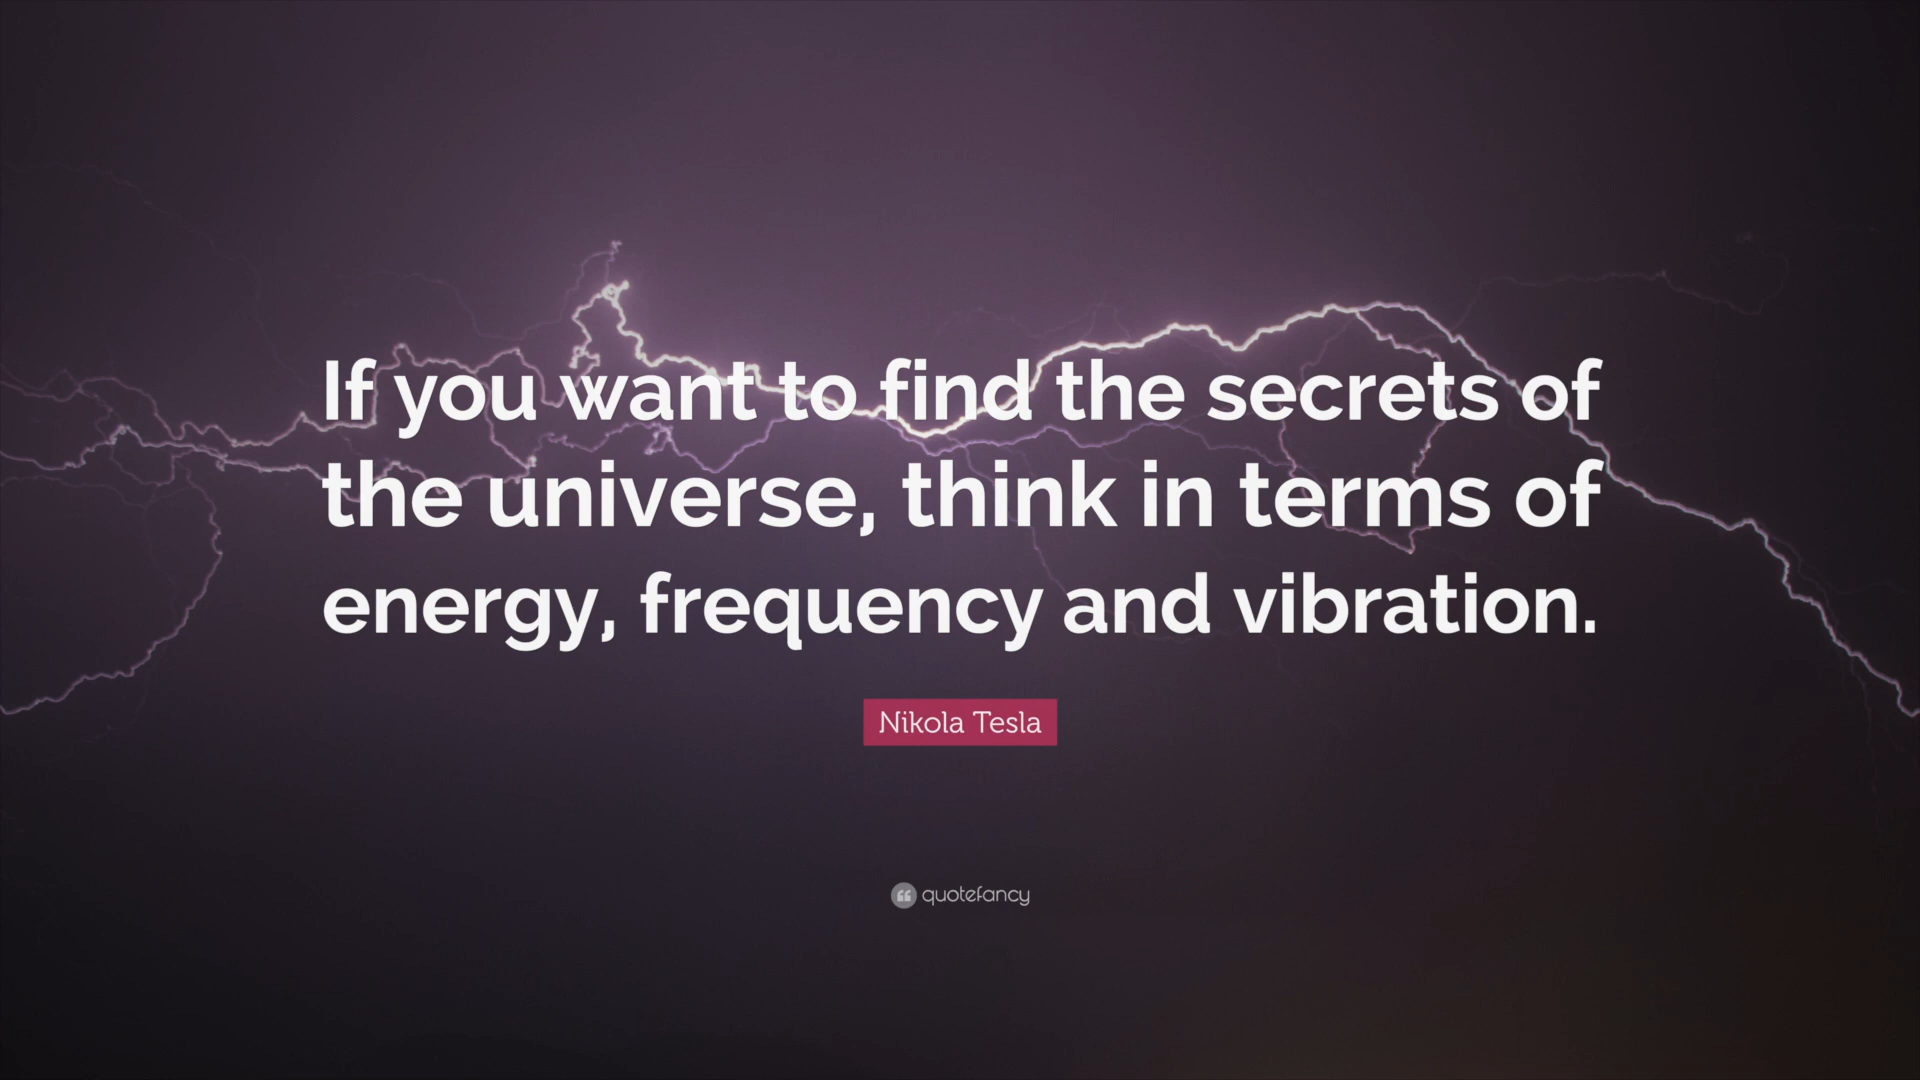 If you want to find the secrets of
the universe, think in terms of
energy, frequency and vibration.
Nikola Tesla
quotefancy